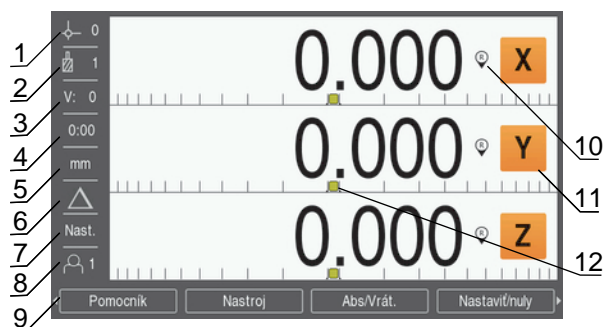 1
2
3
4
5
6
7
8
9
0
1
V: 0
0:00
mm
Nast.
1
0.000 R X
0.000 R Y
0.000 R Z
10
11
12
Pomocník Nastroj Abs/Vrát. Nastaviť/nuly